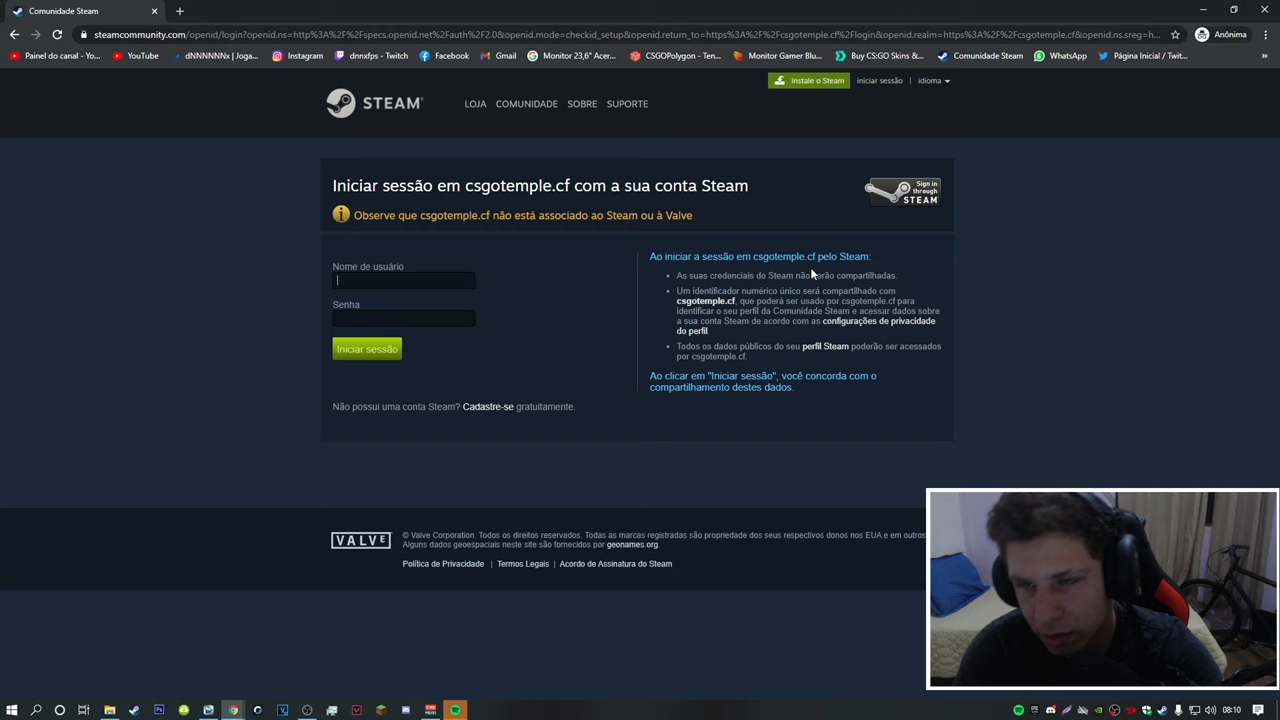 Comunidade Steam
steamcommunity.com/openid/login?openid.ns=http%3A%2F%2Fspecs.openid.net%2Fauth%2F2.0&openid.mode=checkid_setup&openid.return_to=https%3A%2F%2Fcsgotemple.cf%2Flogin&openid.realm=https%3A%2F%2Fcsgotemple.cf&openid.ns.sreg=h...
Anônima
Painel do canal - Yo...
YouTube
dNNNNNNx | Joga...
Instagram
dnnxfps - Twitch
Facebook
Gmail
Monitor 23,6" Acer...
CSGOPolygon - Ten...
Monitor Gamer Blu...
Buy CS:GO Skins &...
Comunidade Steam
WhatsApp
Página Inicial / Twit...
Instale o Steam
iniciar sessão | idioma
STEAM
LOJA COMUNIDADE SOBRE SUPORTE
Iniciar sessão em csgotemple.cf com a sua conta Steam
Sign in
through
STEAM
Observe que csgotemple.cf não está associado ao Steam ou à Valve
Nome de usuário
Senha
Iniciar sessão
Não possui uma conta Steam? Cadastre-se gratuitamente.
Ao iniciar a sessão em csgotemple.cf pelo Steam:
As suas credenciais do Steam não serão compartilhadas.
Um identificador numérico único será compartilhado com
csgotemple.cf, que poderá ser usado por csgotemple.cf para
identificar o seu perfil da Comunidade Steam e acessar dados sobre
a sua conta Steam de acordo com as configurações de privacidade
do perfil.
Todos os dados públicos do seu perfil Steam poderão ser acessados
por csgotemple.cf.
Ao clicar em "Iniciar sessão", você concorda com o
compartilhamento destes dados.
VALVE
© Valve Corporation. Todos os direitos reservados. Todas as marcas registradas são propriedade dos seus respectivos donos nos EUA e em outros
Alguns dados geoespaciais neste site são fornecidos por geonames.org.
Política de Privacidade | Termos Legais | Acordo de Assinatura do Steam
08:10